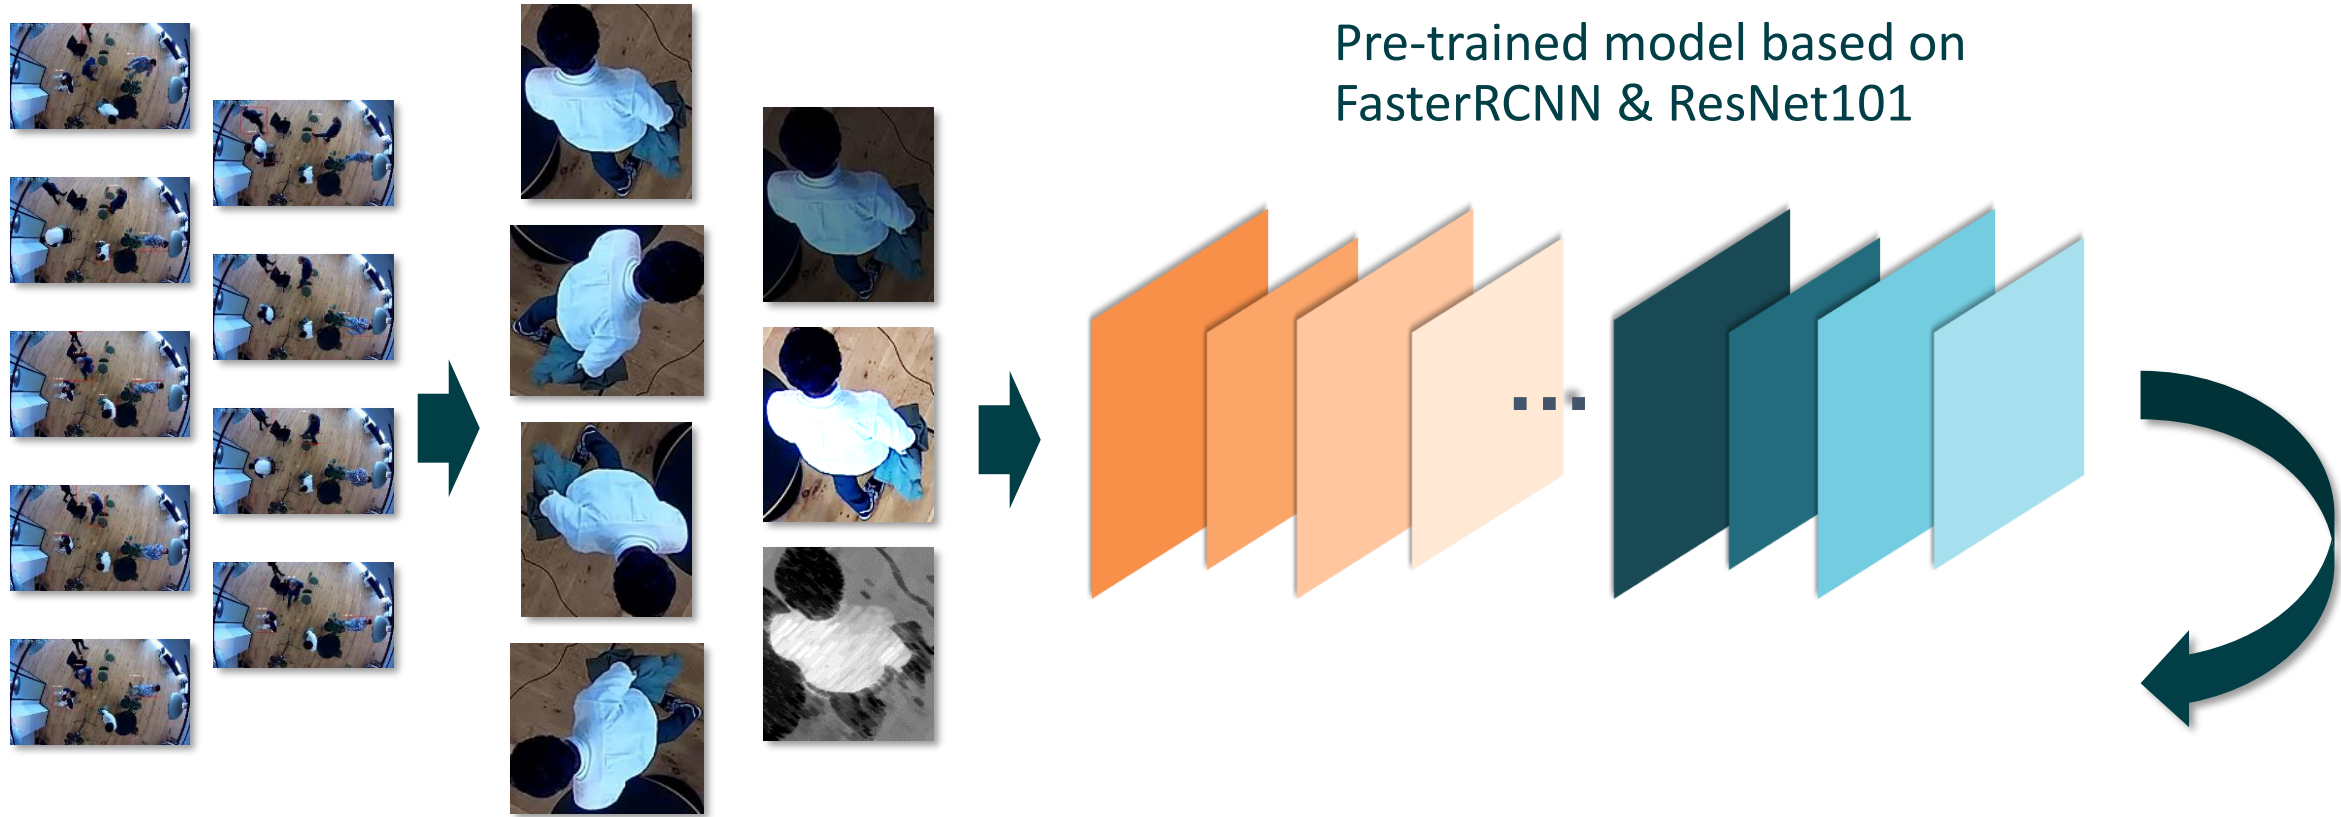 Pre-trained model based on
FasterRCNN & ResNet101
...